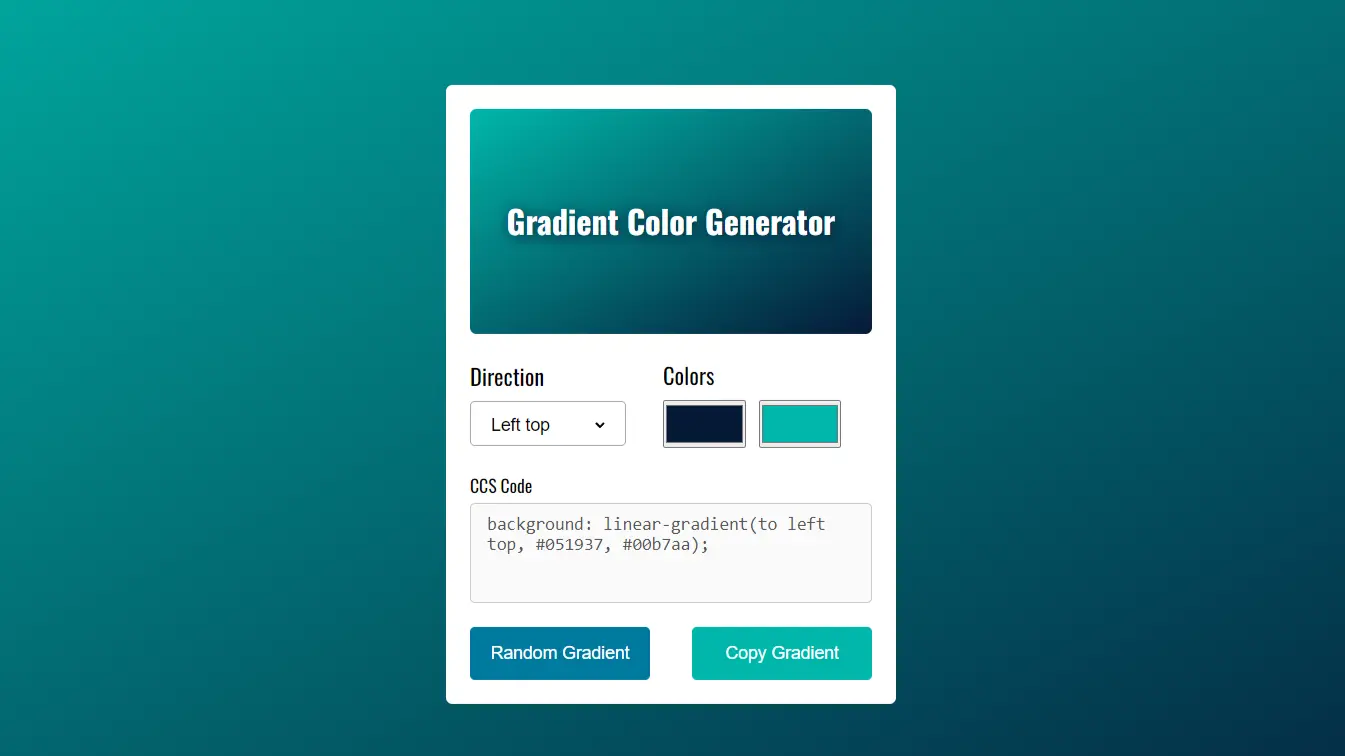 Gradient Color Generator
Direction
Colors
Left top
CCS Code
background: linear-gradient(to left
top, #051937, #00b7aa);
Random Gradient
Copy Gradient